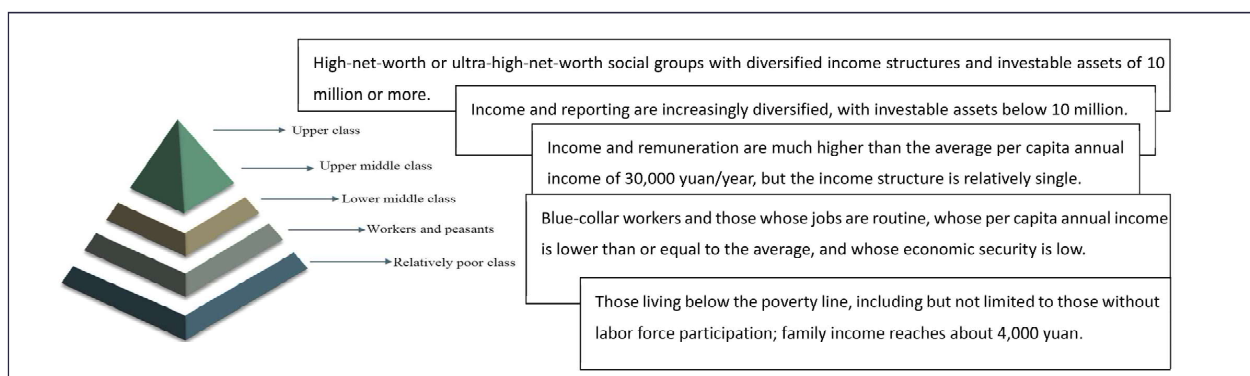 High-net-worth or ultra-high-net-worth social groups with diversified income structures and investable assets of 10
million or more.
Income and reporting are increasingly diversified, with investable assets below 10 million.
Income and remuneration are much higher than the average per capita annual
income of 30,000 yuan/year, but the income structure is relatively single.
Blue-collar workers and those whose jobs are routine, whose per capita annual income
is lower than or equal to the average, and whose economic security is low.
Those living below the poverty line, including but not limited to those without
labor force participation; family income reaches about 4,000 yuan.
Upper class
Upper middle class
Lower middle class
Workers and peasants
Relatively poor class